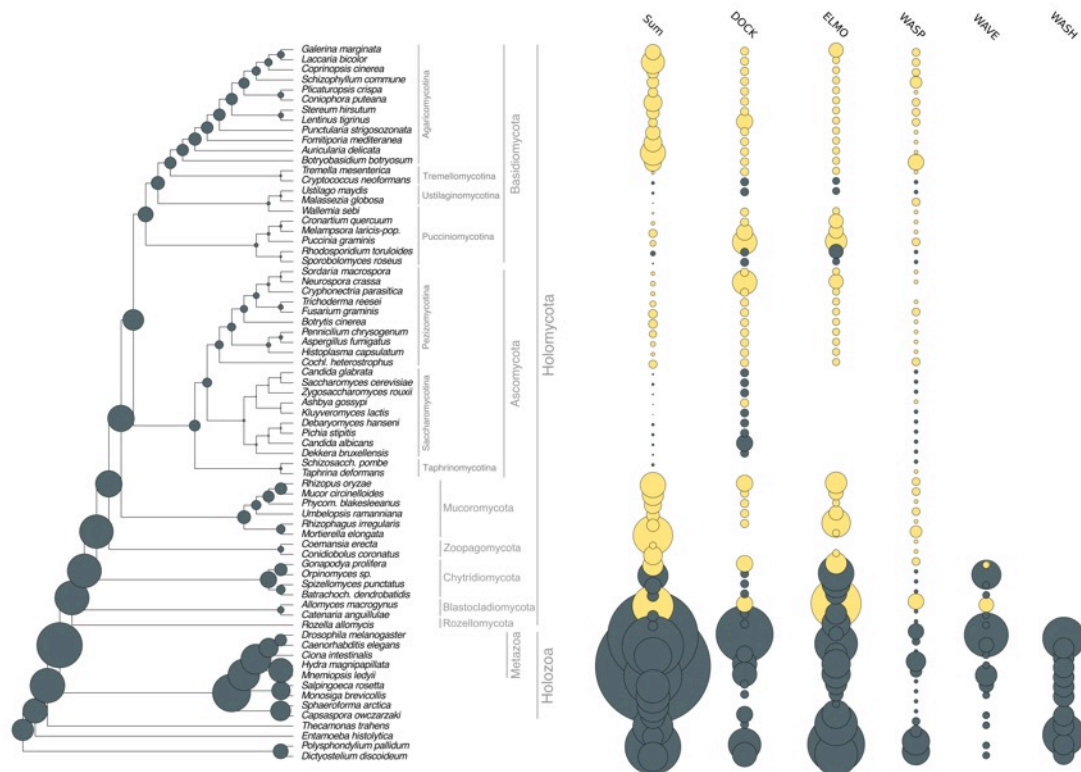 Sum DOCK ELMO WASP WAVE WASH
Galerina marginata
Laccaria bicolor
Coprinopsis cinerea
Schizophyllum commune
Plicaturopsis crispa
Coniophora puteana
Stereum hirsutum
Lentinus tigrinus
Punctularia strigosozonata
Fomitiporia mediteranea
Auricularia delicata
Botryobasidium botryosum
Tremella mesenterica
Cryptococcus neoformans
Ustilago maydis
Malassezia globosa
Wallemia sebi
Cronartium quercuum
Melampsora laricis-pop.
Puccinia graminis
Rhodosporidium toruloides
Sporobolomyces roseus
Sordaria macrospora
Neurospora crassa
Cryphonectria parasitica
Trichoderma reesei
Fusarium graminis
Botrytis cinerea
Pennicilium chrysogenum
Aspergillus fumigatus
Histoplasma capsulatum
Cochl. heterostrophus
Candida glabrata
Saccharomyces cerevisiae
Zygosaccharomyces rouxii
Ashbya gossypi
Kluyveromyces lactis
Debaryomyces hanseni
Pichia stipitis
Candida albicans
Dekkera bruxellensis
Schizosacch. pombe
Taphrina deformans
Rhizopus oryzae
Mucor circinelloides
Phycom. blakesleeanus
Umbelopsis ramanniana
Rhizophagus irregularis
Mortierella elongata
Coemansia erecta
Conidiobolus coronatus
Gonapodya prolifera
Orpinomyces sp.
Spizellomyces punctatus
Batrachoch. dendrobatidis
Allomyces macrogynus
Catenaria anguillulae
Rozella allomycis
Drosophila melanogaster
Caenorhabditis elegans
Ciona intestinalis
Hydra magnipapillata
Mnemiopsis ledyii
Salpingoeca rosetta
Monosiga brevicollis
Sphaeroforma arctica
Capsaspora owczarzaki
Thecamonas trahens
Entamoeba histolytica
Polysphondylium pallidum
Dictyostelium discoideum
Agaricomycotina
Tremellomycotina
Ustilaginomycotina
Pucciniomycotina
Pezizomycotina
Saccharomycotina
Taphrinomycotina
Mucoromycota
Zoopagomycota
Chytridiomycota
Blastocladiomycota
Rozellomycota
Metazoa
Basidiomycota
Ascomycota
Holomycota
Holozoa